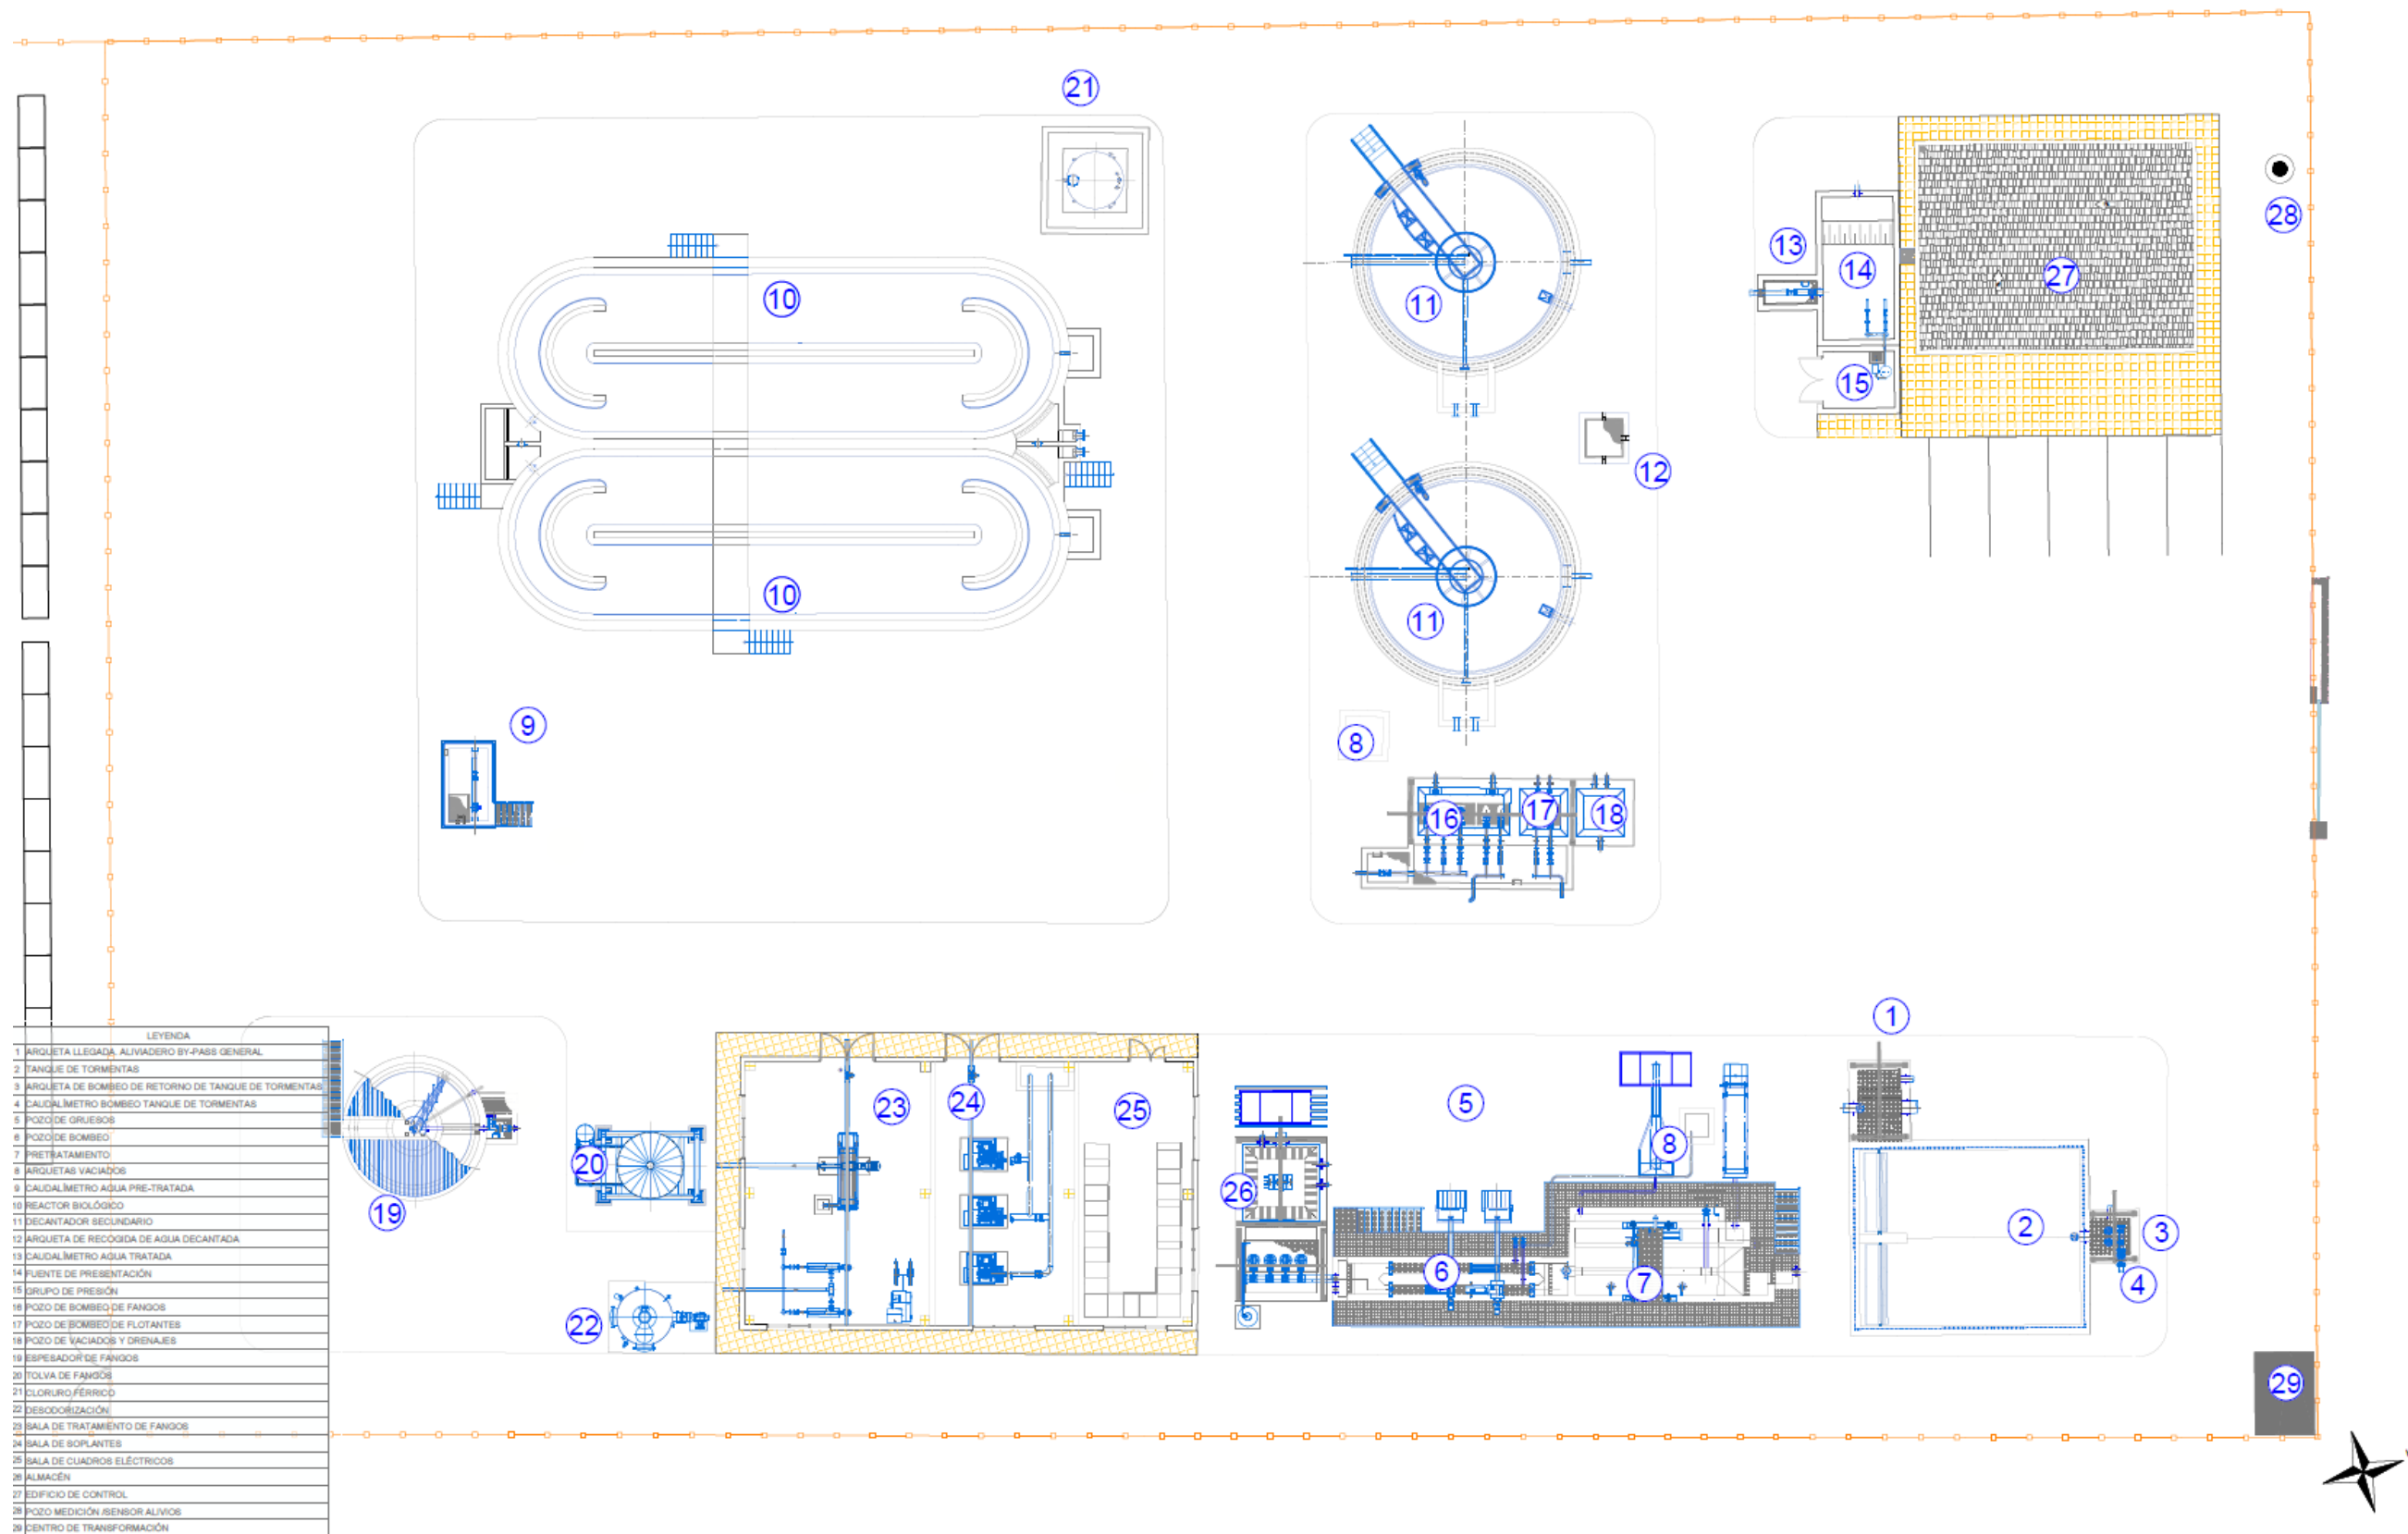 21
28
13
14
27
10
11
15
12
10
11
9
8
16
17
18
1
LEYENDA
1 ARQUETA LLEGADA. ALIVIADERO BY-PASS GENERAL
2 TANQUE DE TORMENTAS
3 ARQUETA DE BOMBEO DE RETORNO DE TANQUE DE TORMENTAS
4 CAUDALÍMETRO BOMBEO TANQUE DE TORMENTAS
5 POZO DE GRUESOS
6 POZO DE BOMBEO
7 PRETRATAMIENTO
8 ARQUETAS VACIADOS
9 CAUDALÍMETRO AGUA PRE-TRATADA
10 REACTOR BIOLÓGICO
11 DECANTADOR SECUNDARIO
12 ARQUETA DE RECOGIDA DE AGUA DECANTADA
13 CAUDALÍMETRO AGUA TRATADA
14 FUENTE DE PRESENTACIÓN
15 GRUPO DE PRESIÓN
16 POZO DE BOMBEO DE FANGOS
17 POZO DE BOMBEO DE FLOTANTES
18 POZO DE VACIADOS Y DRENAJES
19 ESPESADOR DE FANGOS
20 TOLVA DE FANGOS
21 CLORURO FÉRRICO
22 DESODORIZACIÓN
23 SALA DE TRATAMIENTO DE FANGOS
24 SALA DE SOPLANTES
25 SALA DE CUADROS ELÉCTRICOS
26 ALMACÉN
27 EDIFICIO DE CONTROL
28 POZO MEDICIÓN /SENSOR ALIVIOS
29 CENTRO DE TRANSFORMACIÓN
23
24
25
5
8
20
26
19
2
3
6
7
4
22
29